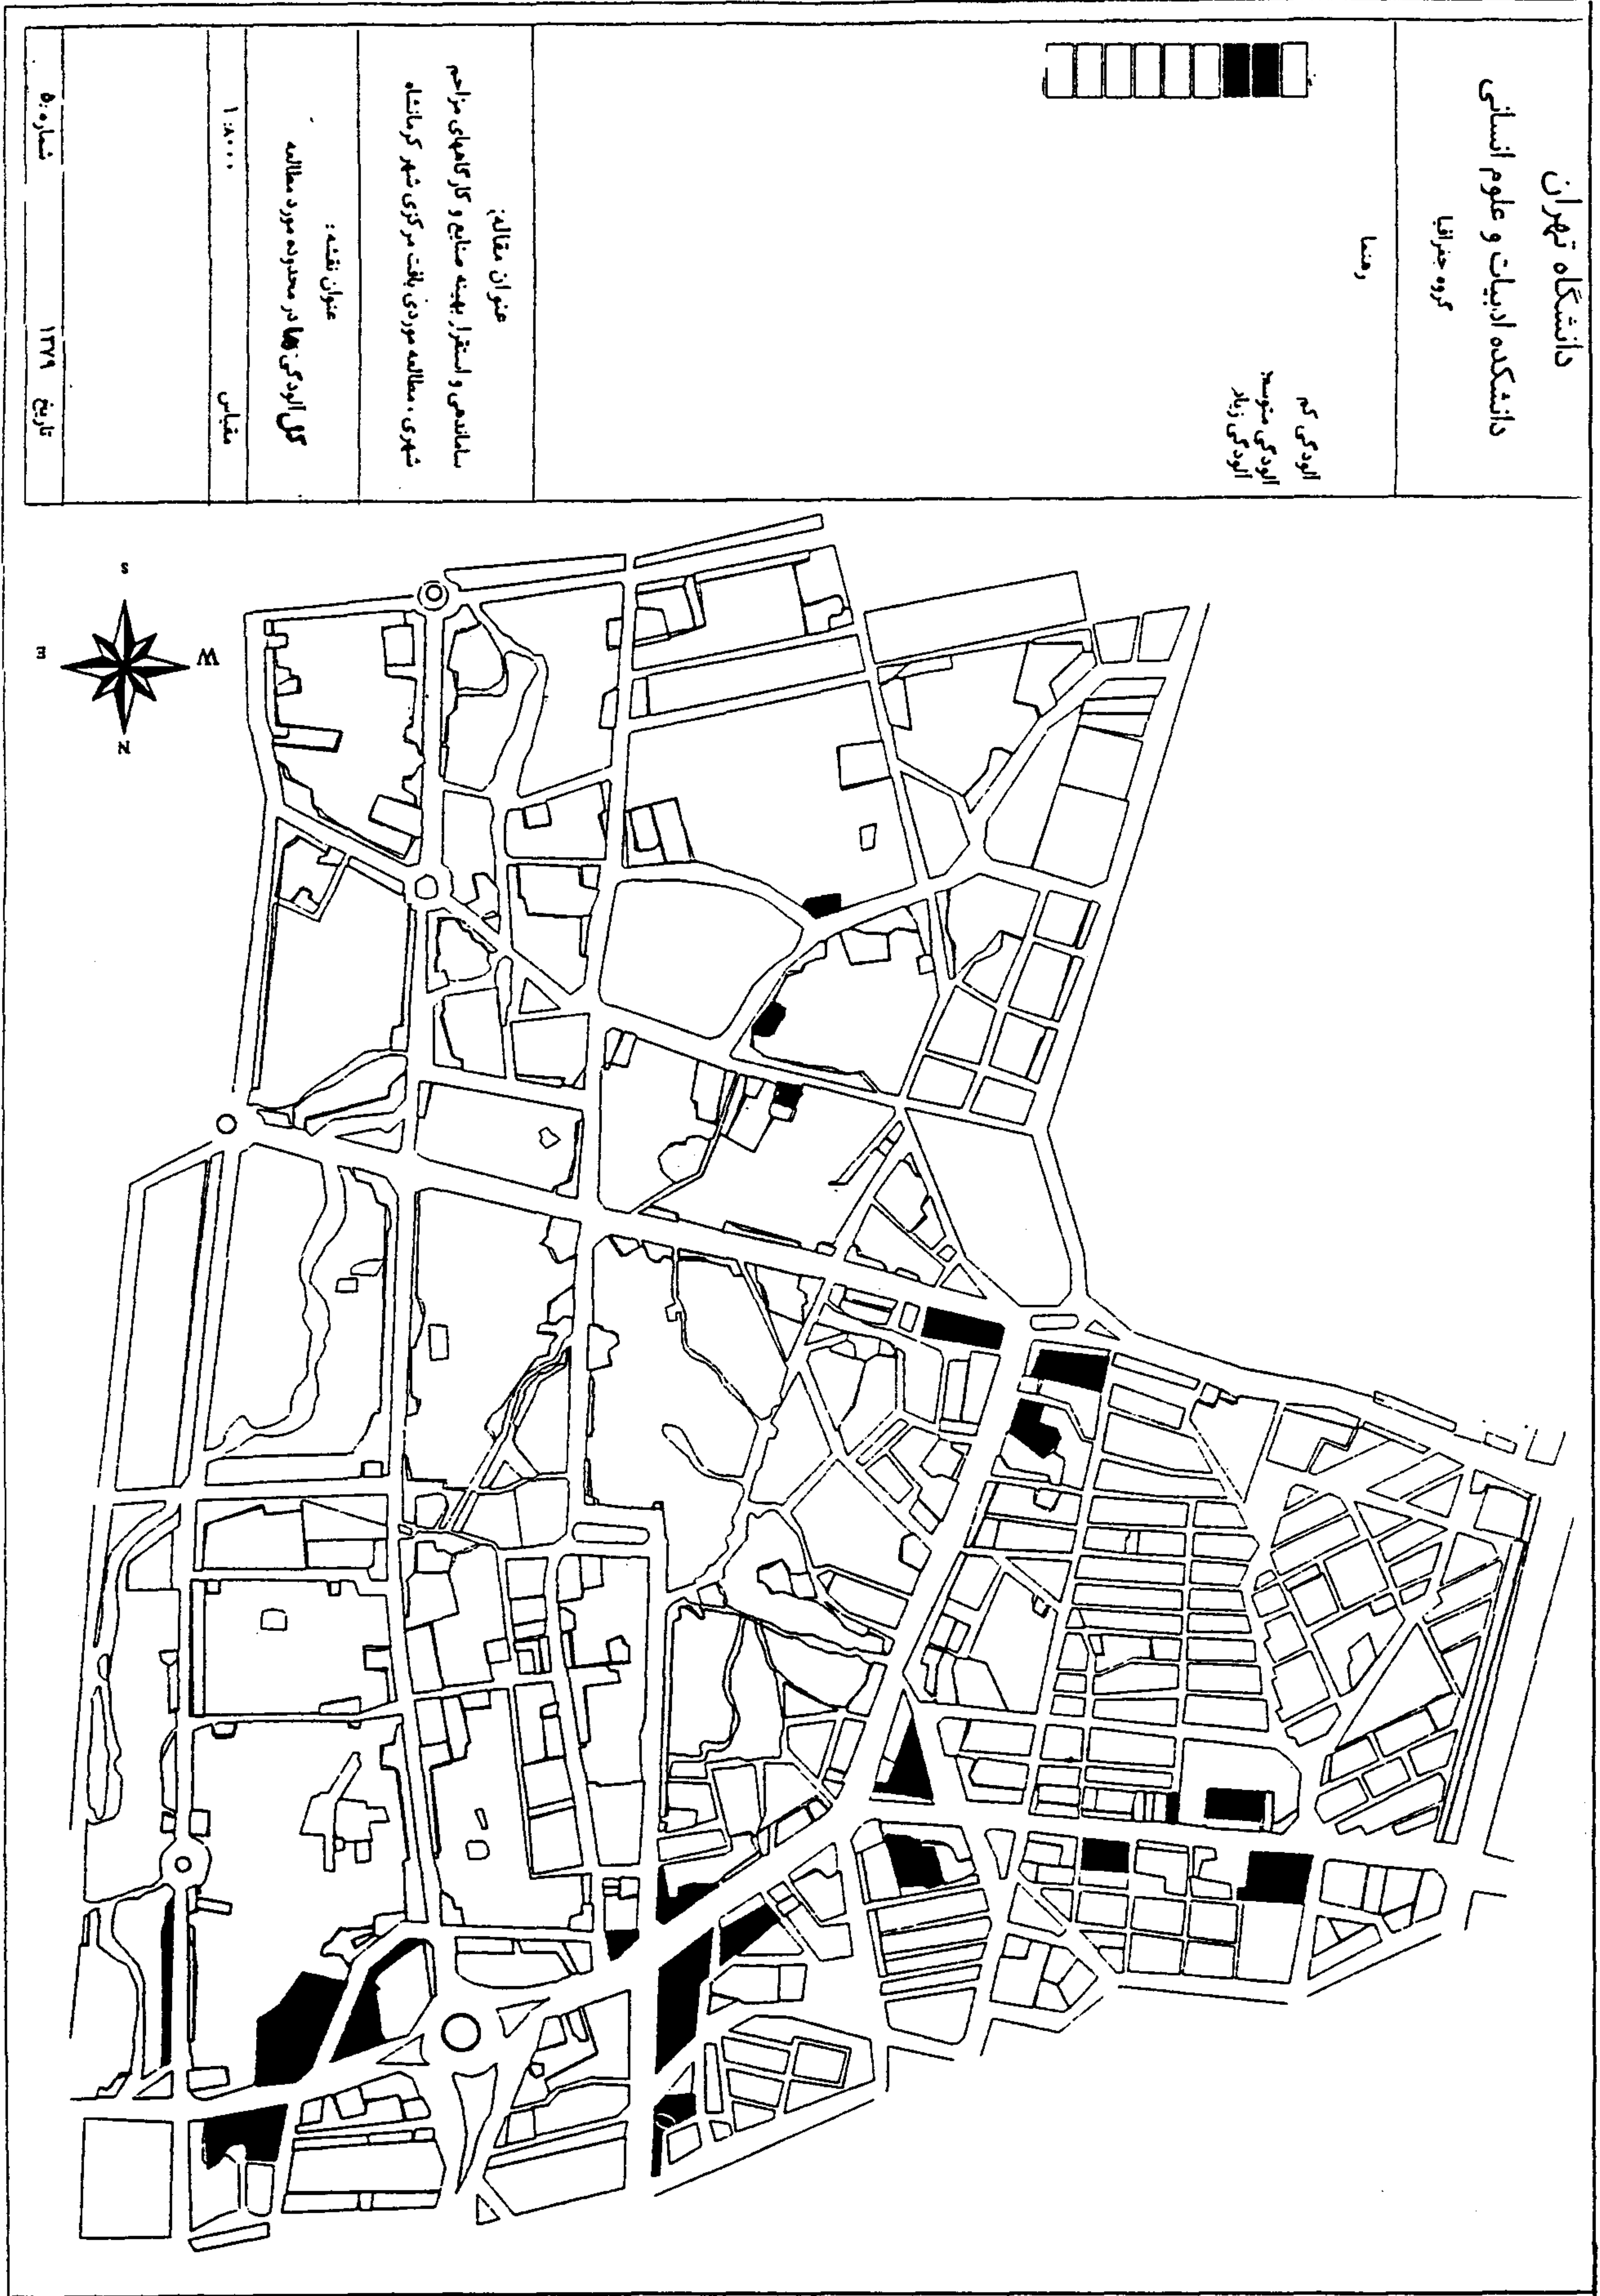 دانشگاه تهران
دانشکده ادبیات و علوم انسانی
گروه جغرافیا
رهنما
آلودگی کم
آلودگی متوسط
آلودگی زیاد
عنوان مقاله:
ساماندهی و استقرار بهینه صنایع و کارگاههای مزاحم
شهری، مطالعه موردی بافت مرکزی شهر کرمانشاه
عنوان نقشه:
کل آلودگی ها در محدوده مورد مطالعه
مقیاس
۱:۸۰۰۰
تاریخ ۱۳۷۹
شماره: ۵
S
E
W
N